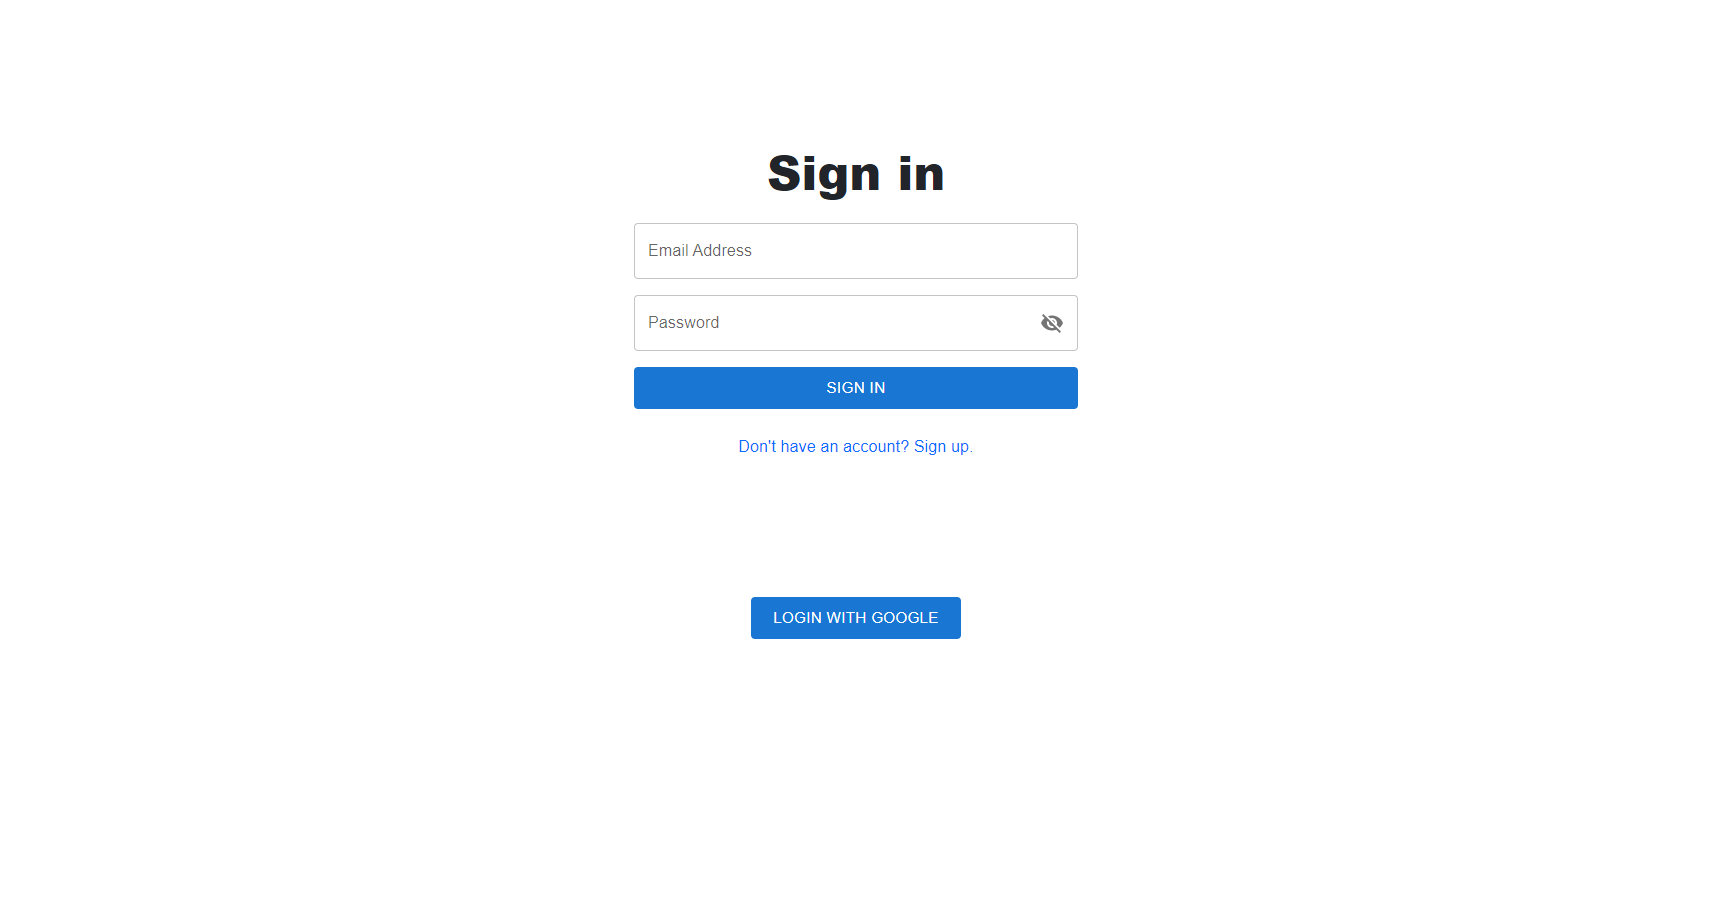 Sign in
Email Address
Password
SIGN IN
Don't have an account? Sign up.
LOGIN WITH GOOGLE